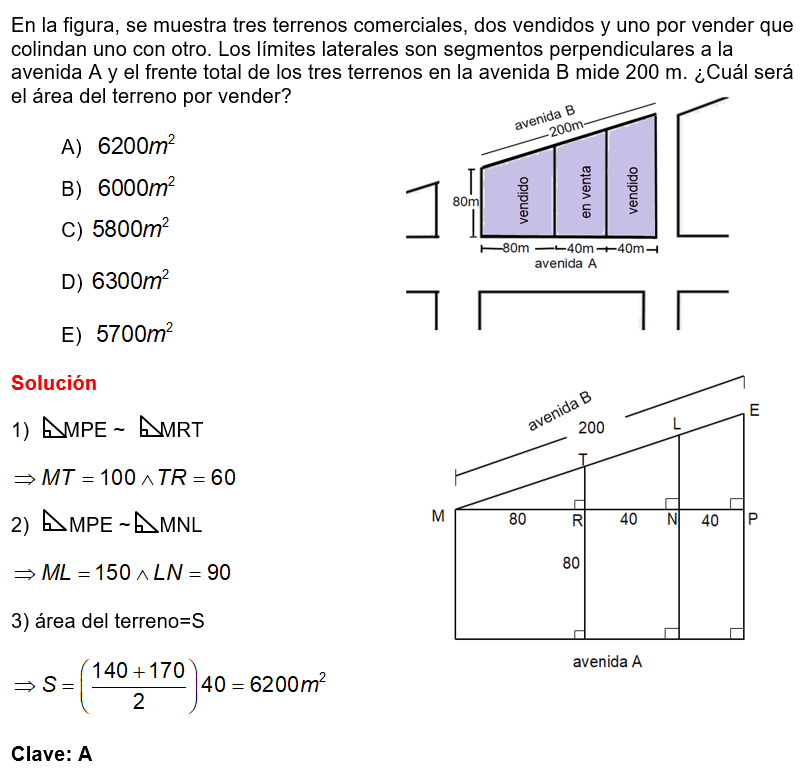 En la figura, se muestra tres terrenos comerciales, dos vendidos y uno por vender que
colindan uno con otro. Los límites laterales son segmentos perpendiculares a la
avenida A y el frente total de los tres terrenos en la avenida B mide 200 m. ¿Cuál será
el área del terreno por vender?
A) 6200m²
B) 6000m²
C) 5800m²
D) 6300m²
E) 5700m²
avenida B
200m
80m
vendido
en venta
vendido
80m
40m
40m
avenida A
Solución
1) ◺MPE ~ ◺MRT
⇒ MT = 100 ∧ TR = 60
2) ◺MPE ~ ◺MNL
⇒ ML = 150 ∧ LN = 90
3) área del terreno=S
⇒ S = ((140 + 170)/2) 40 = 6200m²
Clave: A
avenida B
200
E
L
T
M
80
R
40
N
40
P
80
avenida A